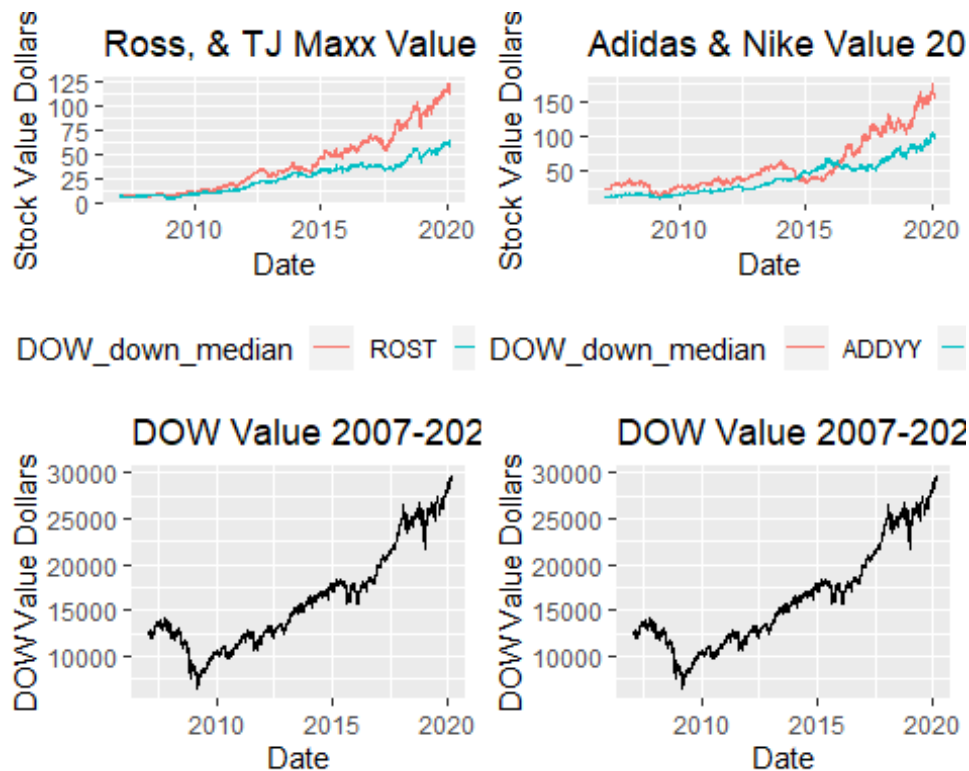 Ross, & TJ Maxx Value
Stock Value Dollars
125
100
75
50
25
0
2010 2015 2020
Date
Adidas & Nike Value 20
Stock Value Dollars
150
100
50
2010 2015 2020
Date
DOW_down_median ROST
DOW_down_median ADDYY
DOW Value 2007-202
DOW Value Dollars
30000
25000
20000
15000
10000
2010 2015 2020
Date
DOW Value 2007-202
DOW Value Dollars
30000
25000
20000
15000
10000
2010 2015 2020
Date